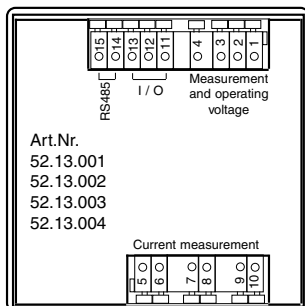 15 14 13 12 11 4 3 2 1
RS485
I / O
Measurement
and operating
voltage
Art.Nr.
52.13.001
52.13.002
52.13.003
52.13.004
Current measurement
5 6 7 8 9 10